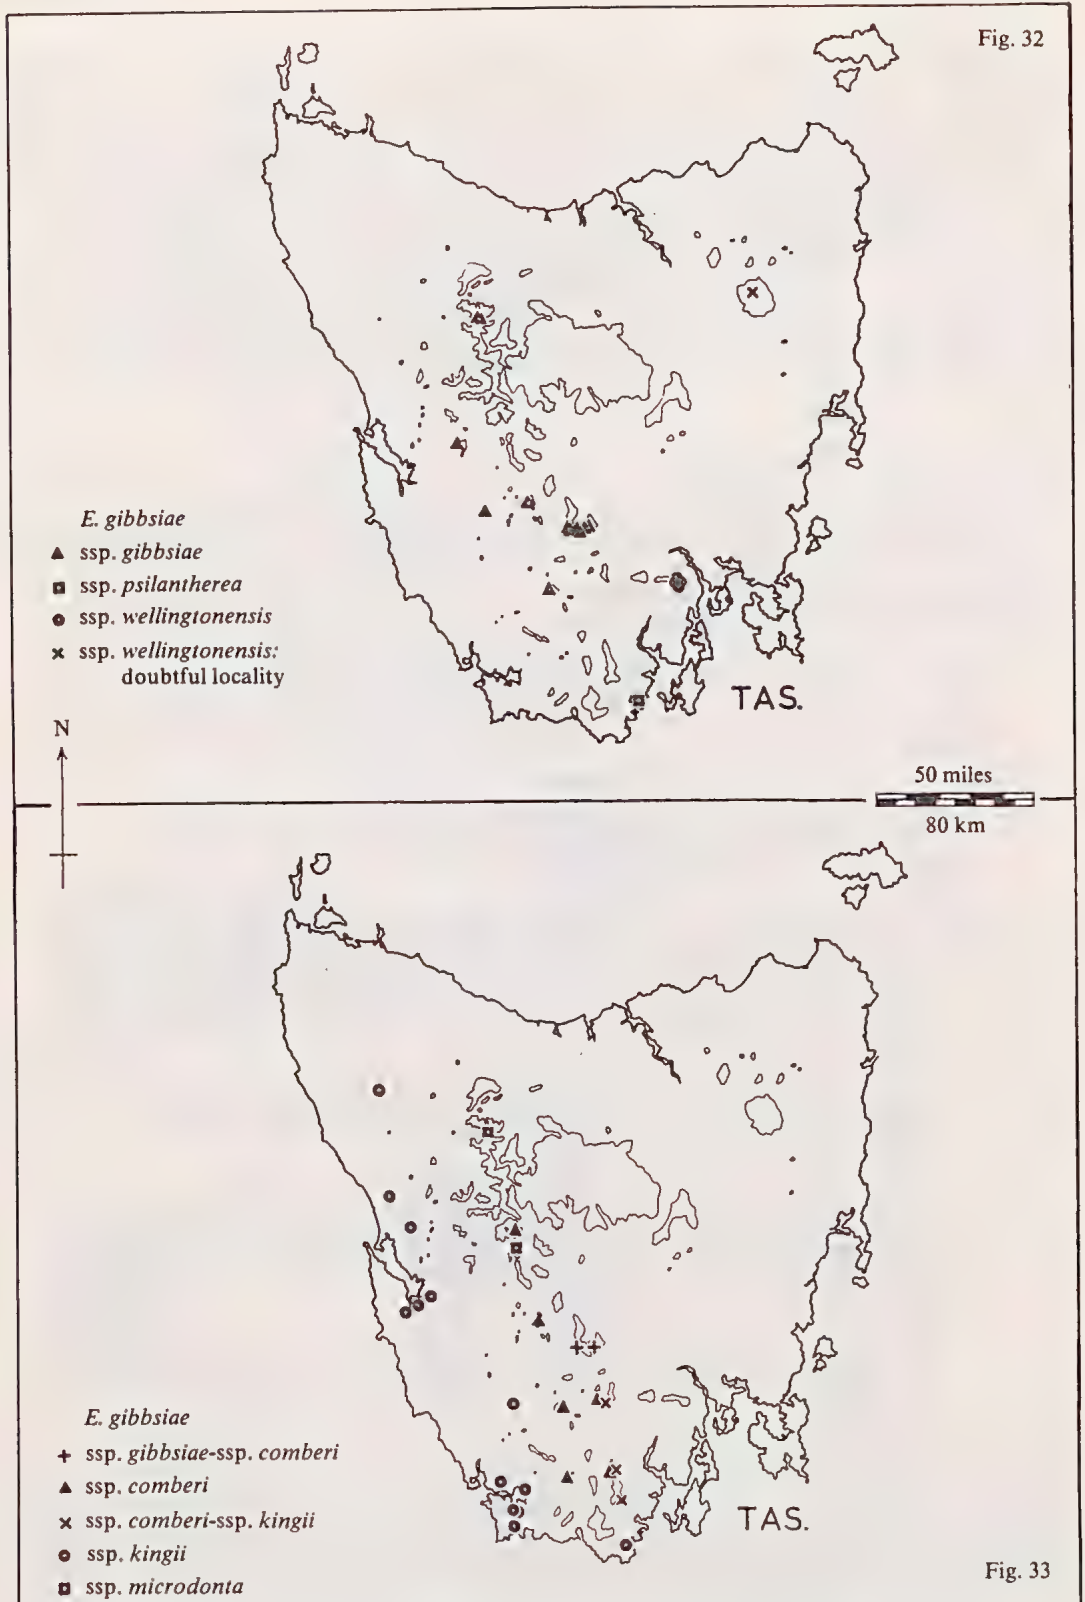 Fig. 32
E. gibbsiae
ssp. gibbsiae
ssp. psilantherea
ssp. wellingtonensis
ssp. wellingtonensis:
doubtful locality
TAS.
N
50 miles
80 km
E. gibbsiae
ssp. gibbsiae-ssp. comberi
ssp. comberi
ssp. comberi-ssp. kingii
ssp. kingii
ssp. microdonta
TAS.
Fig. 33